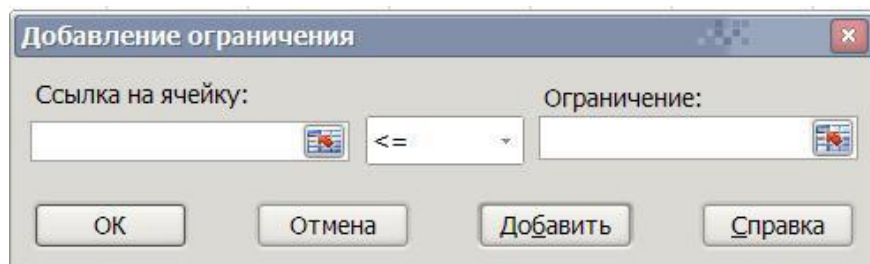 Добавление ограничения
Ссылка на ячейку: Ограничение:
<=
ОК Отмена Добавить Справка